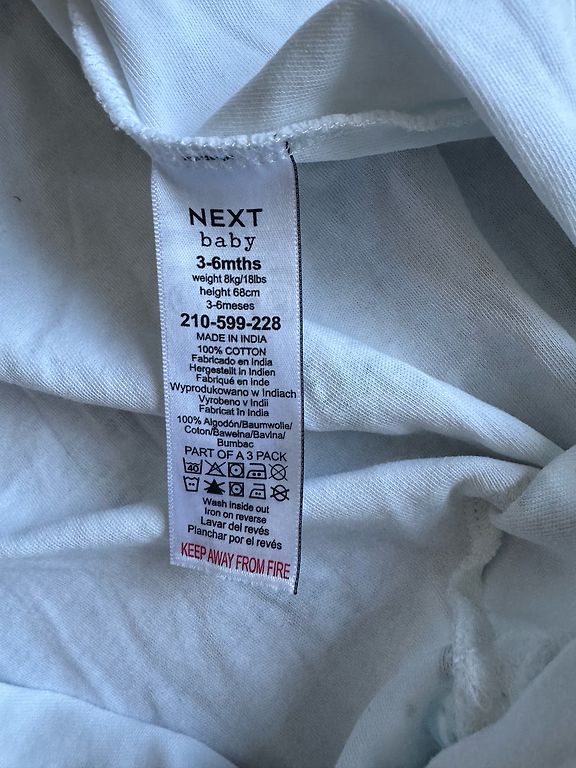 NEXT
baby
3-6mths
weight 8kg/18lbs
height 68cm
3-6meses
210-599-228
MADE IN INDIA
100% COTTON
Fabricado en India
Hergestellt in Indien
Fabriqué en Inde
Wyprodukowano w Indiach
Vyrobeno v Indii
Fabricat în India
100% Algodón/Baumwolle/
Coton/Bawełna/Bavlna/
Bumbac
PART OF A 3 PACK
40
Wash inside out
Iron on reverse
Lavar del revés
Planchar por el revés
KEEP AWAY FROM FIRE